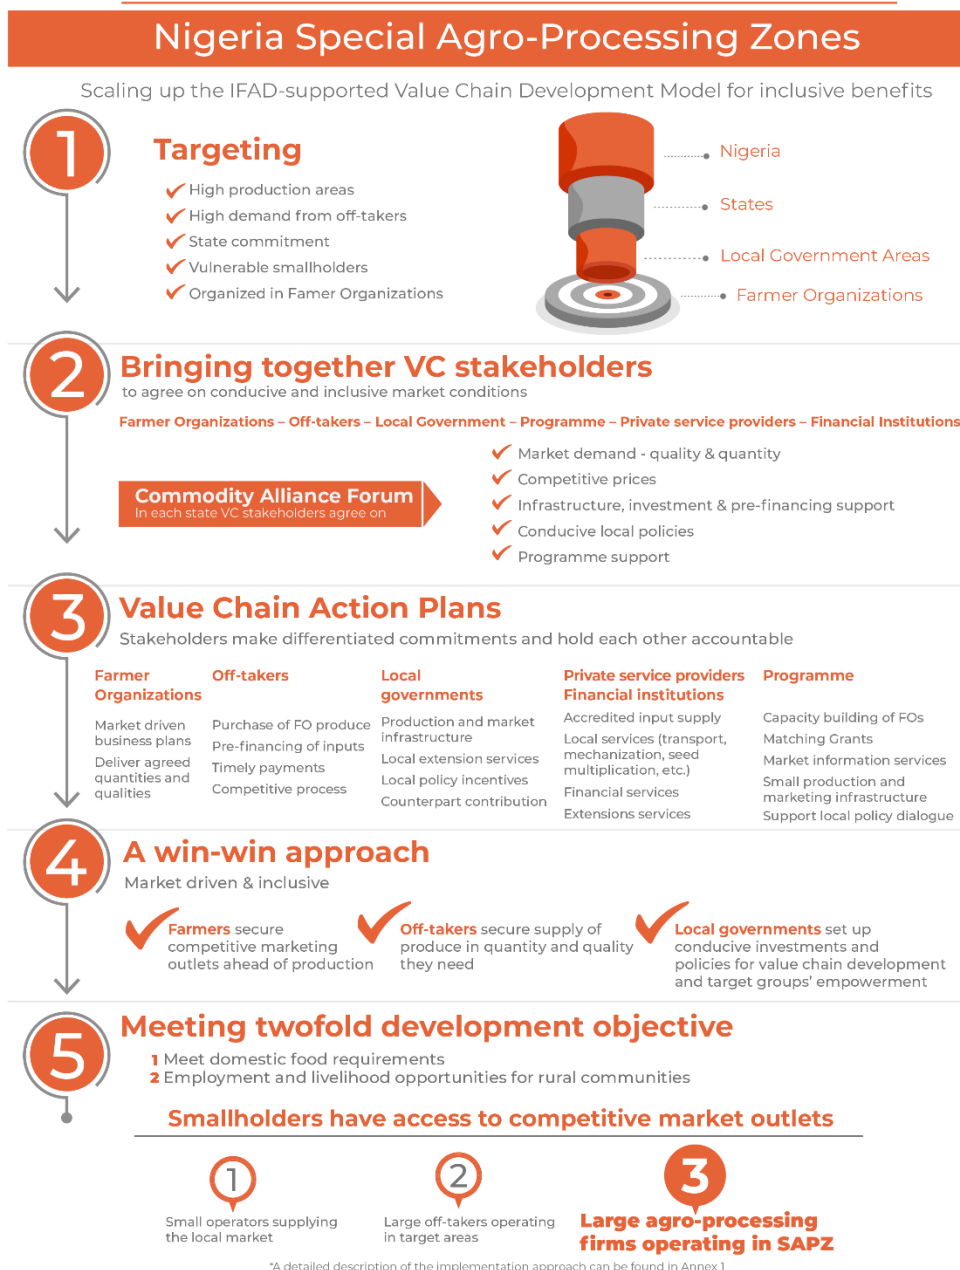 Nigeria Special Agro-Processing Zones
Scaling up the IFAD-supported Value Chain Development Model for inclusive benefits
1
Targeting
High production areas
High demand from off-takers
State commitment
Vulnerable smallholders
Organized in Famer Organizations
Nigeria
States
Local Government Areas
Farmer Organizations
2
Bringing together VC stakeholders
to agree on conducive and inclusive market conditions
Farmer Organizations – Off-takers – Local Government – Programme – Private service providers – Financial Institutions
Commodity Alliance Forum
In each state VC stakeholders agree on
Market demand - quality & quantity
Competitive prices
Infrastructure, investment & pre-financing support
Conducive local policies
Programme support
3
Value Chain Action Plans
Stakeholders make differentiated commitments and hold each other accountable
Farmer
Organizations
Market driven
business plans
Deliver agreed
quantities and
qualities
Off-takers
Purchase of FO produce
Pre-financing of inputs
Timely payments
Competitive process
Local
governments
Production and market
infrastructure
Local extension services
Local policy incentives
Counterpart contribution
Private service providers
Financial institutions
Accredited input supply
Local services (transport,
mechanization, seed
multiplication, etc.)
Financial services
Extensions services
Programme
Capacity building of FOs
Matching Grants
Market information services
Small production and
marketing infrastructure
Support local policy dialogue
4
A win-win approach
Market driven & inclusive
Farmers secure
competitive marketing
outlets ahead of production
Off-takers secure supply of
produce in quantity and quality
they need
Local governments set up
conducive investments and
policies for value chain development
and target groups' empowerment
5
Meeting twofold development objective
1 Meet domestic food requirements
2 Employment and livelihood opportunities for rural communities
Smallholders have access to competitive market outlets
1
Small operators supplying
the local market
2
Large off-takers operating
in target areas
3
Large agro-processing
firms operating in SAPZ
*A detailed description of the implementation approach can be found in Annex 1